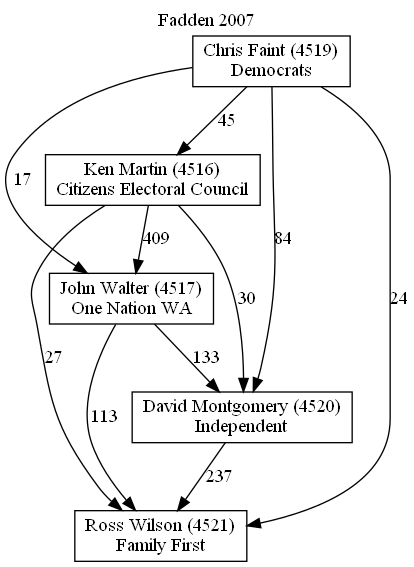 Fadden 2007
Chris Faint (4519)
Democrats
45
Ken Martin (4516)
Citizens Electoral Council
17
409
84
John Walter (4517)
One Nation WA
30
24
27
133
113
David Montgomery (4520)
Independent
237
Ross Wilson (4521)
Family First